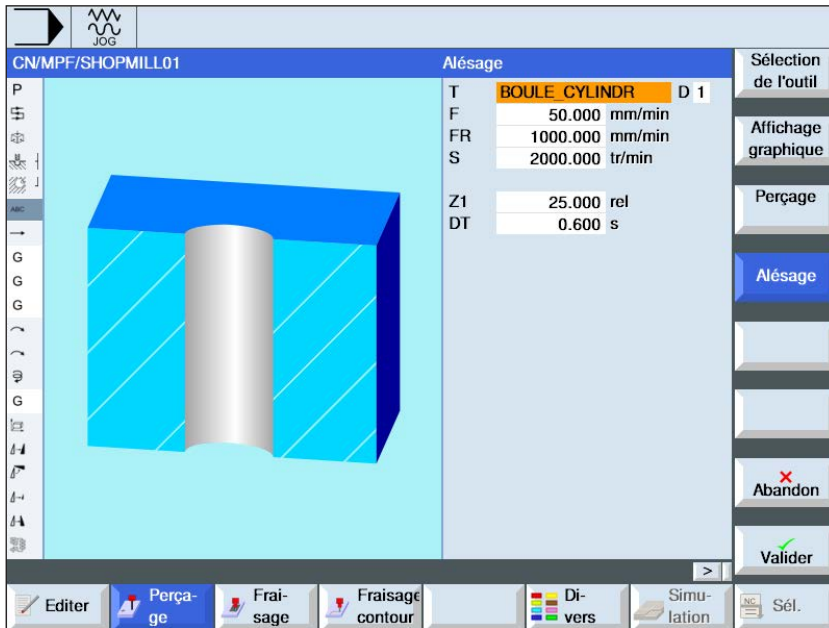 JOG
CN/MPF/SHOPMILL01
Alésage
P
ABC
G
G
G
G
T BOULE_CYLINDR D 1
F 50.000 mm/min
FR 1000.000 mm/min
S 2000.000 tr/min
Z1 25.000 rel
DT 0.600 s
Sélection
de l'outil
Affichage
graphique
Perçage
Alésage
Abandon
Valider
>
Editer
Perça-
ge
Frai-
sage
Fraisage
contour
Di-
vers
Simu-
lation
NC
Sél.